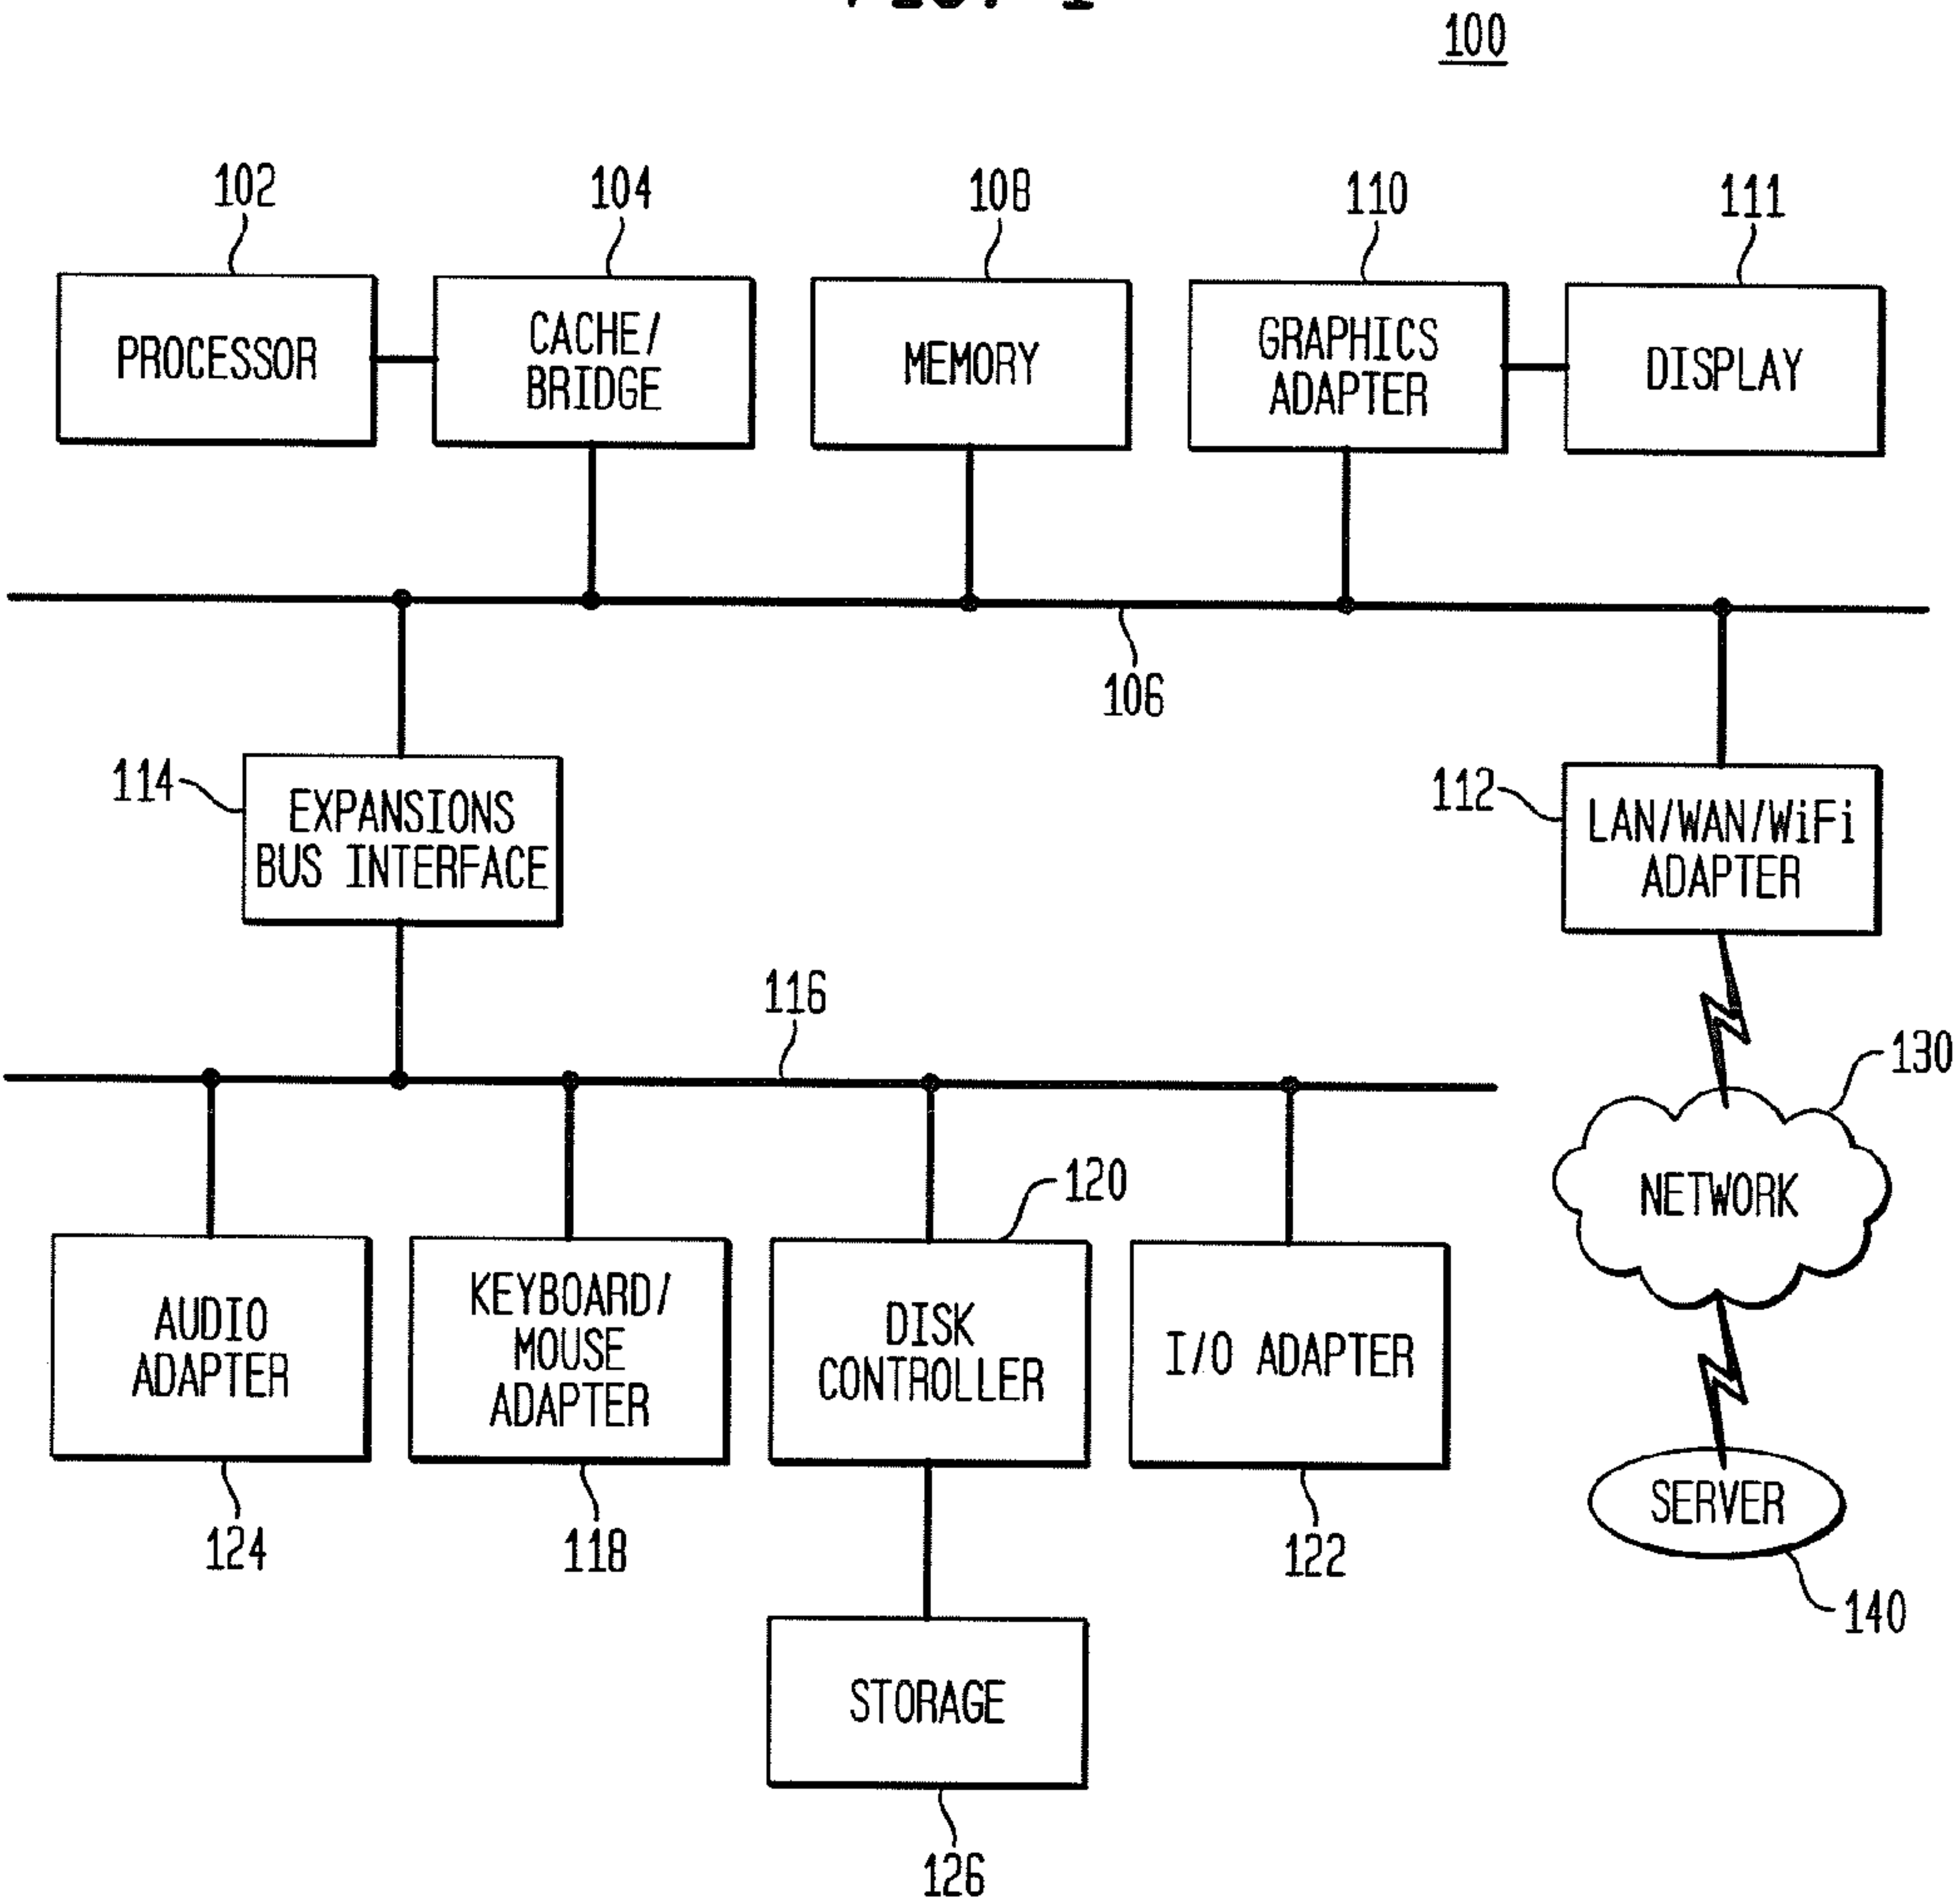 100
102
104
108
110
111
PROCESSOR
CACHE/
BRIDGE
MEMORY
GRAPHICS
ADAPTER
DISPLAY
106
114
EXPANSIONS
BUS INTERFACE
112
LAN/WAN/WiFi
ADAPTER
116
130
NETWORK
120
AUDIO
ADAPTER
KEYBOARD/
MOUSE
ADAPTER
DISK
CONTROLLER
I/O ADAPTER
SERVER
124
118
122
140
STORAGE
126